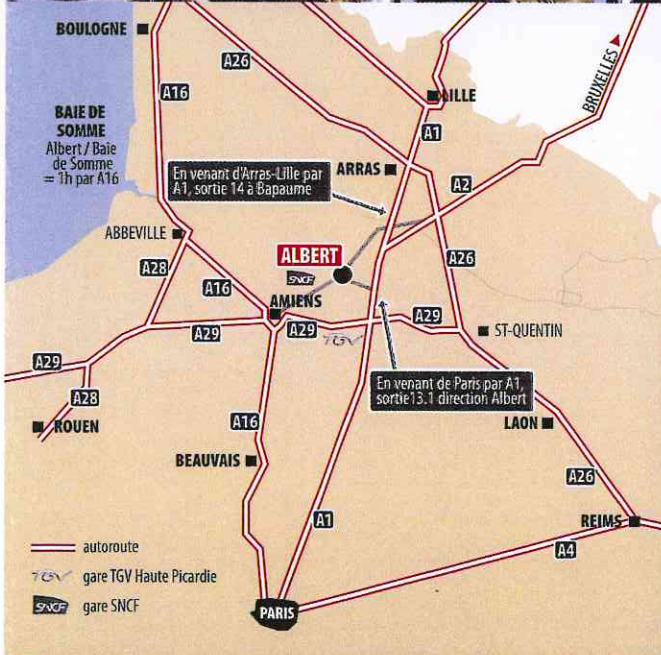 BOULOGNE
A26
A16
LILLE
BRUXELLES
BAIE DE
SOMME
Albert / Baie
de Somme
= 1h par A16
A1
ARRAS
A2
En venant d'Arras-Lille par
A1, sortie 14 à Bapaume
ABBEVILLE
ALBERT
SNCF
A28
A16
A26
AMIENS
A29
A29
TGV
A29
ST-QUENTIN
A29
A28
En venant de Paris par A1,
sortie13.1 direction Albert
ROUEN
A16
LAON
BEAUVAIS
A26
A1
REIMS
A4
autoroute
TGV gare TGV Haute Picardie
SNCF gare SNCF
PARIS